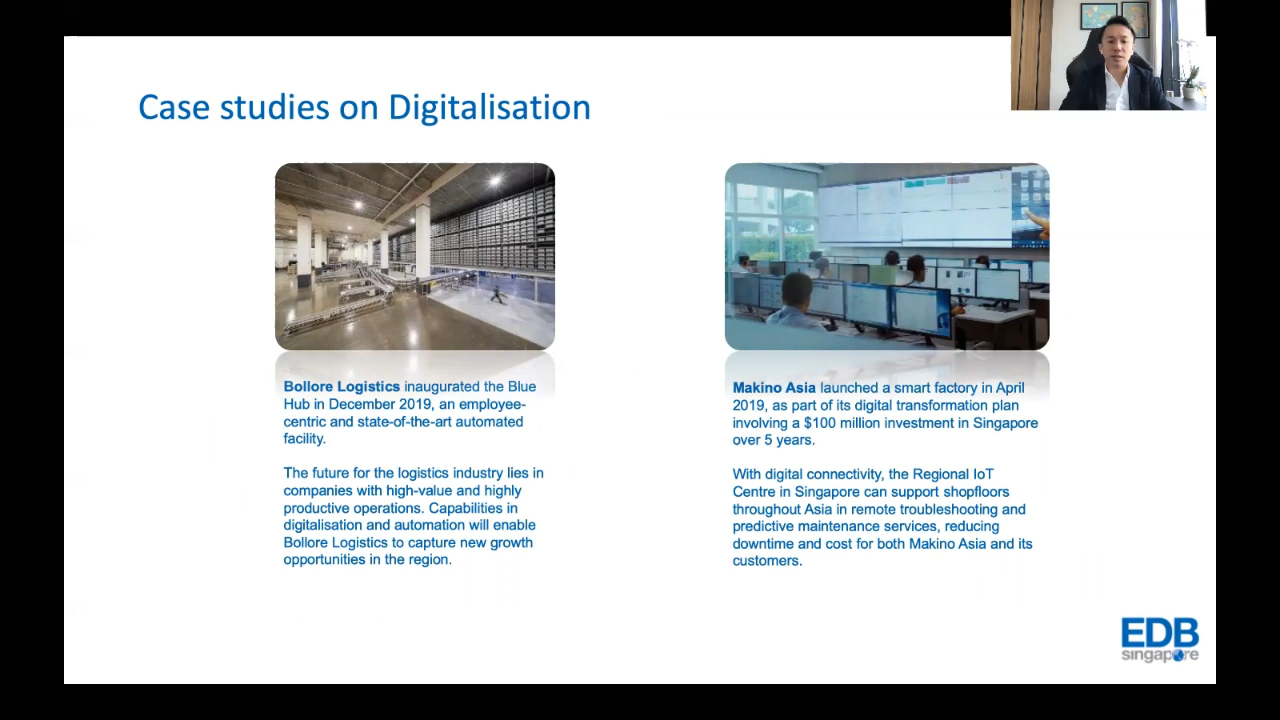 Case studies on Digitalisation
Bollore Logistics inaugurated the Blue
Hub in December 2019, an employee-
centric and state-of-the-art automated
facility.
The future for the logistics industry lies in
companies with high-value and highly
productive operations. Capabilities in
digitalisation and automation will enable
Bollore Logistics to capture new growth
opportunities in the region.
Makino Asia launched a smart factory in April
2019, as part of its digital transformation plan
involving a $100 million investment in Singapore
over 5 years.
With digital connectivity, the Regional IoT
Centre in Singapore can support shopfloors
throughout Asia in remote troubleshooting and
predictive maintenance services, reducing
downtime and cost for both Makino Asia and its
customers.
EDB
singapore